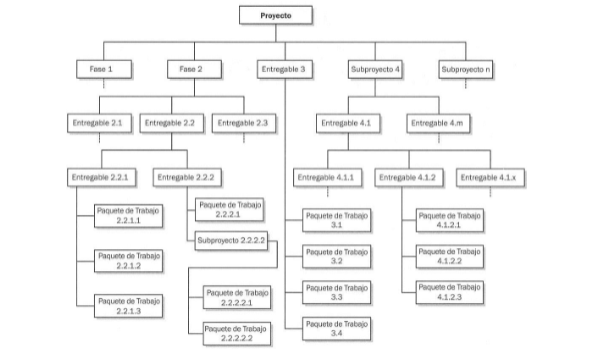 Proyecto
Fase 1
Fase 2
Entregable 3
Subproyecto 4
Subproyecto n
Entregable 2.1
Entregable 2.2
Entregable 2.3
Entregable 4.1
Entregable 4.m
Entregable 2.2.1
Entregable 2.2.2
Entregable 4.1.1
Entregable 4.1.2
Entregable 4.1.x
Paquete de Trabajo
2.2.1.1
Paquete de Trabajo
2.2.1.2
Paquete de Trabajo
2.2.1.3
Paquete de Trabajo
2.2.2.1
Subproyecto 2.2.2.2
Paquete de Trabajo
2.2.2.2.1
Paquete de Trabajo
2.2.2.2.2
Paquete de Trabajo
3.1
Paquete de Trabajo
3.2
Paquete de Trabajo
3.3
Paquete de Trabajo
3.4
Paquete de Trabajo
4.1.2.1
Paquete de Trabajo
4.1.2.2
Paquete de Trabajo
4.1.2.3